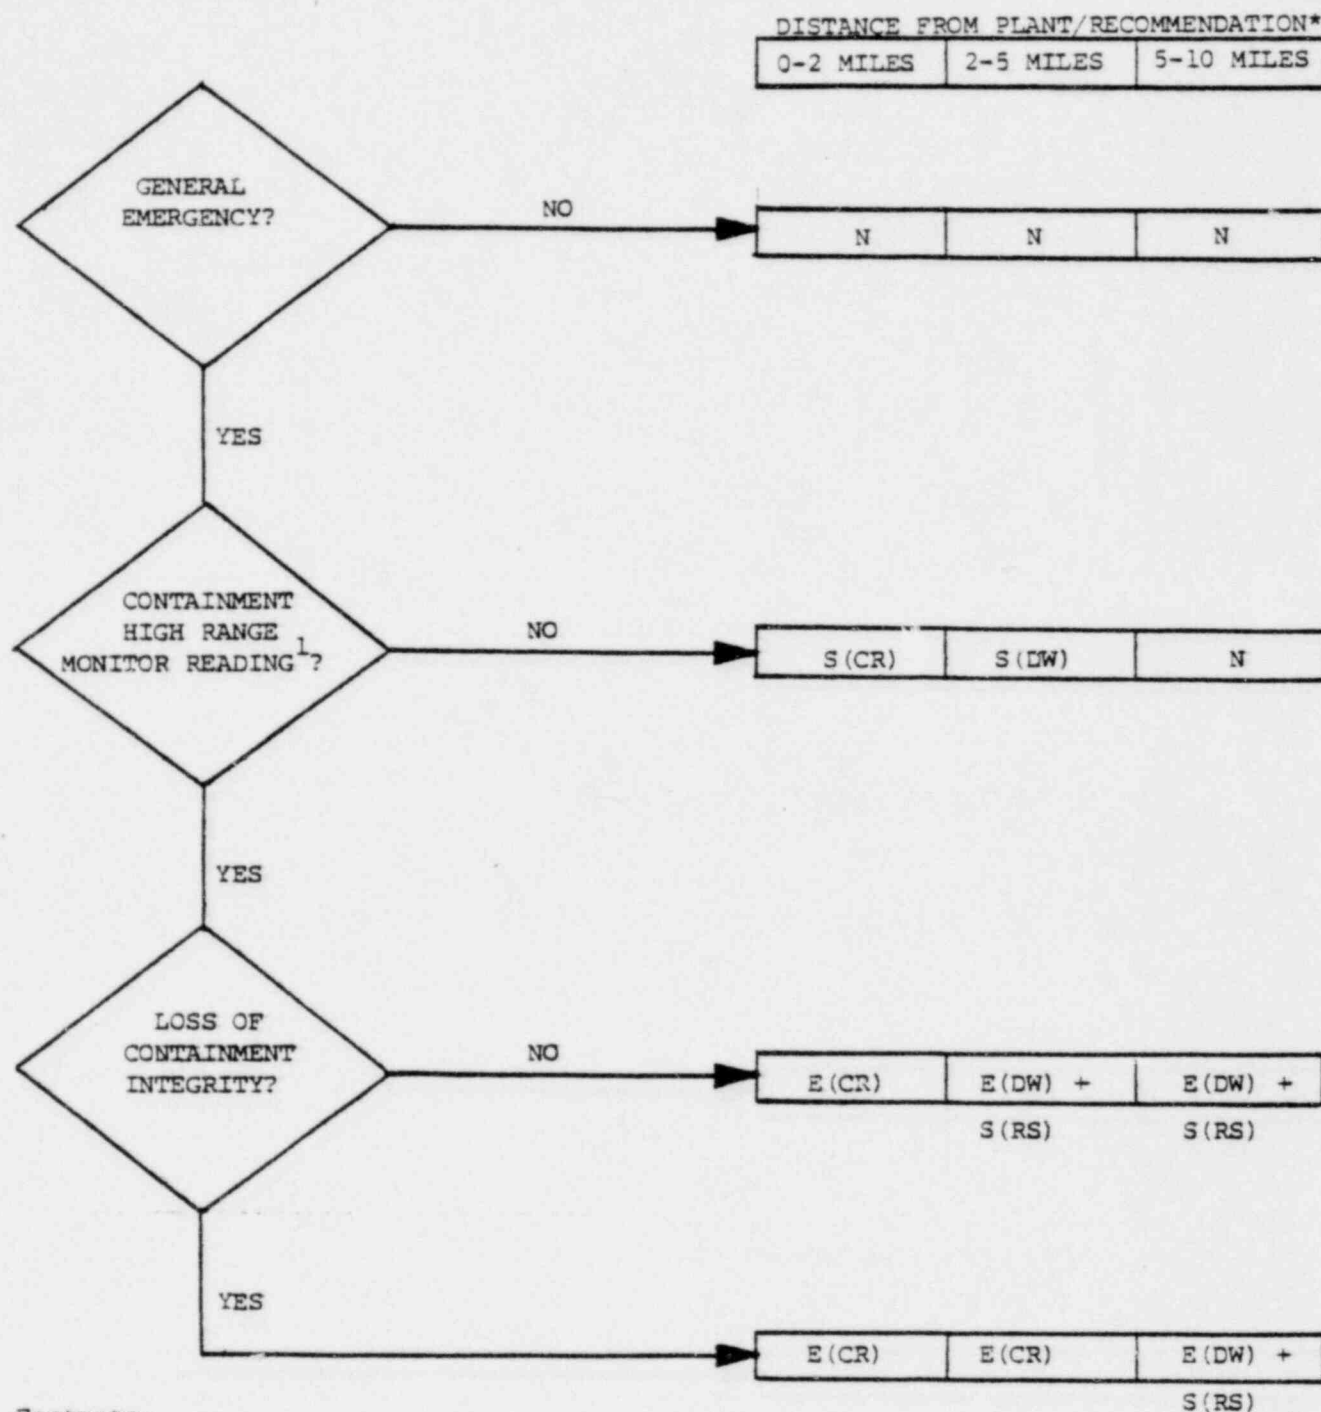 DISTANCE FROM PLANT/RECOMMENDATION*
0-2 MILES 2-5 MILES 5-10 MILES
GENERAL
EMERGENCY?
NO
N N N
YES
CONTAINMENT
HIGH RANGE
MONITOR READING1?
NO
S(CR) S(DW) N
YES
LOSS OF
CONTAINMENT
INTEGRITY?
NO
E(CR) E(DW) + E(DW) +
S(RS) S(RS)
YES
E(CR) E(CR) E(DW) +
S(RS)